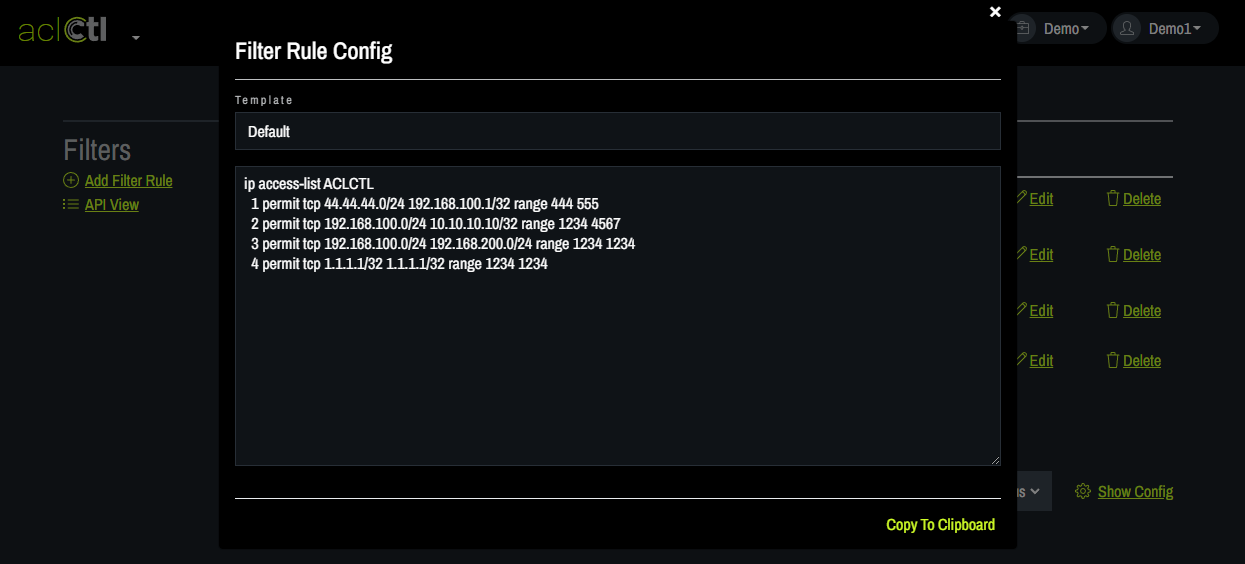 aclCtl
Demo
Demo1
×
Filter Rule Config
Template
Default
ip access-list ACLCTL
1 permit tcp 44.44.44.0/24 192.168.100.1/32 range 444 555
2 permit tcp 192.168.100.0/24 10.10.10.10/32 range 1234 4567
3 permit tcp 192.168.100.0/24 192.168.200.0/24 range 1234 1234
4 permit tcp 1.1.1.1/32 1.1.1.1/32 range 1234 1234
Filters
Add Filter Rule
API View
Edit Delete
Edit Delete
Edit Delete
Edit Delete
Show Config
Copy To Clipboard